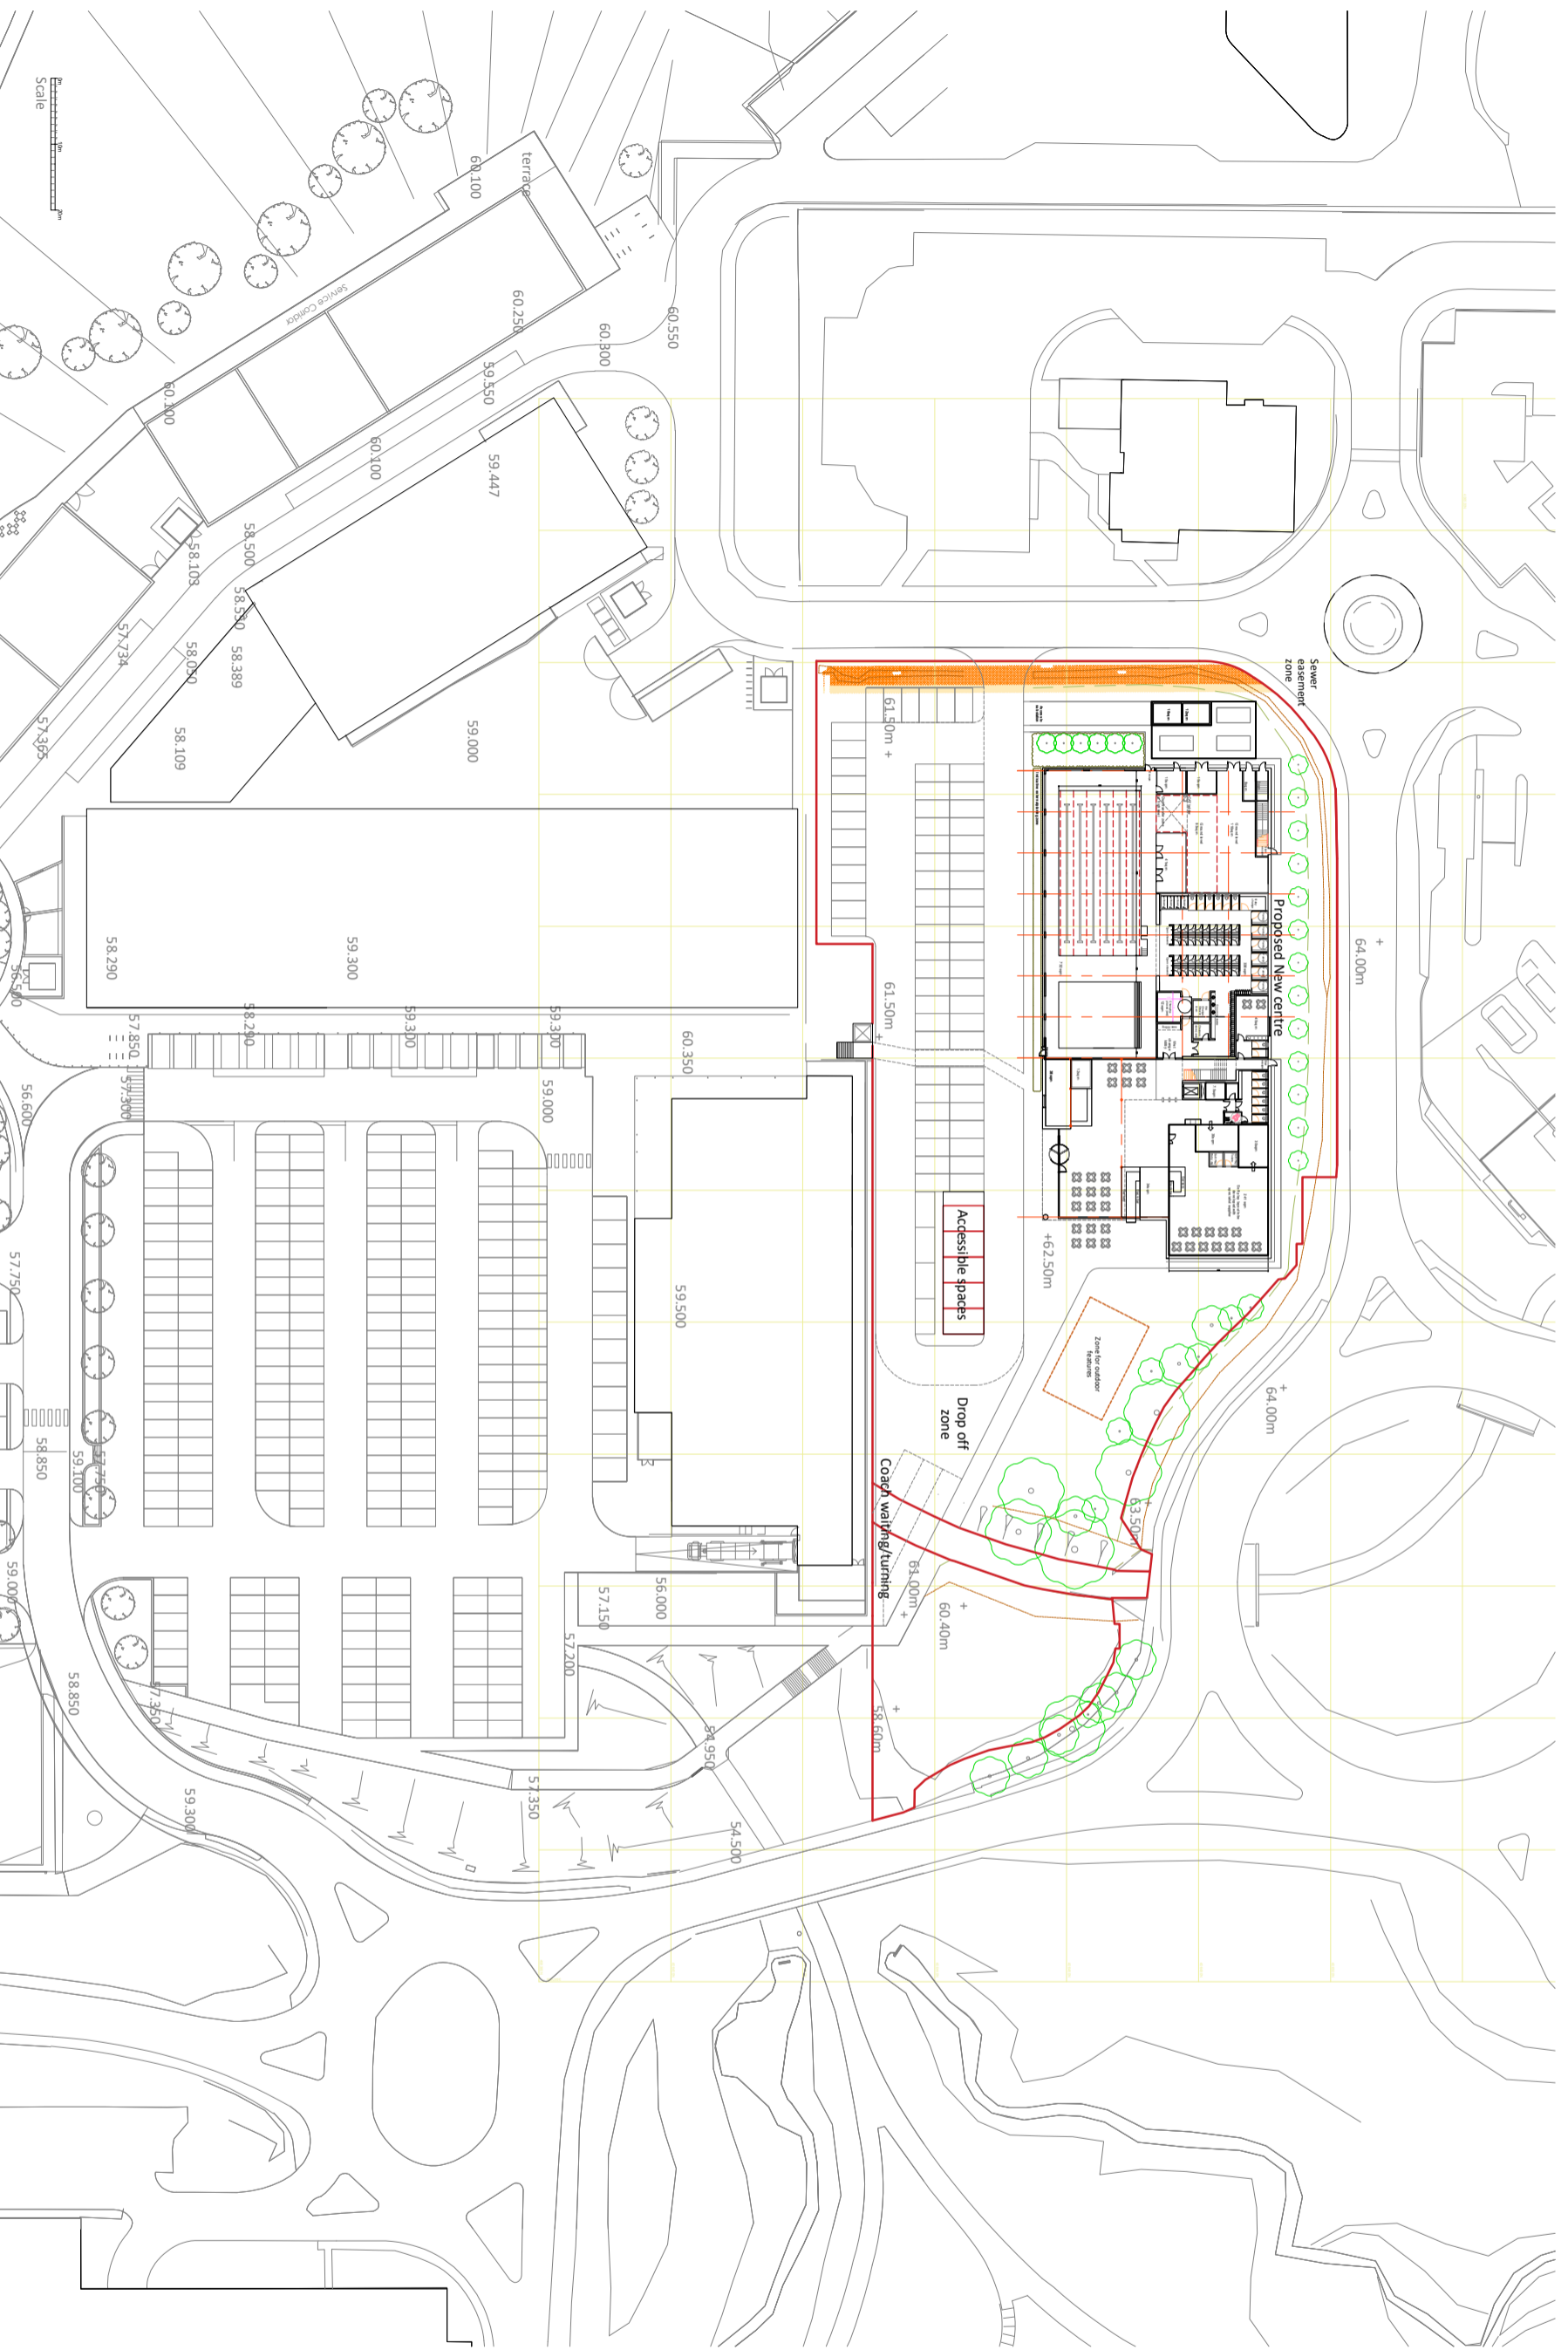 Scale
0m
10m
20m
terrace
60.100
Service Corridor
60.250
60.300
60.550
59.550
60.100
60.100
59.447
58.500
58.103
58.530
58.389
58.050
57.734
57.365
58.109
59.000
58.290
59.300
56.500
57.850
58.290
59.300
59.300
60.350
57.300
59.000
56.600
57.750
59.500
58.850
59.100
57.750
59.000
57.150
56.000
57.200
58.850
57.350
54.950
59.300
57.350
54.500
Sewer
easement
zone
61.50m +
Proposed New centre
64.00m
+
61.50m
+
+62.50m
Accessible spaces
Zone for outdoor
features
64.00m
+
Drop off
zone
Coach waiting/turning
63.50m
61.00m
+
60.40m
+
58.60m
+